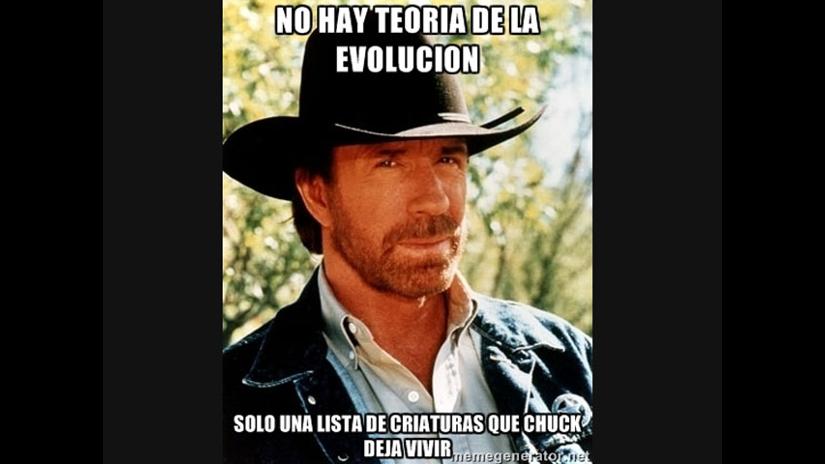 NO HAY TEORIA DE LA
EVOLUCION
SOLO UNA LISTA DE CRIATURAS QUE CHUCK
DEJA VIVIR
memegenerator.net